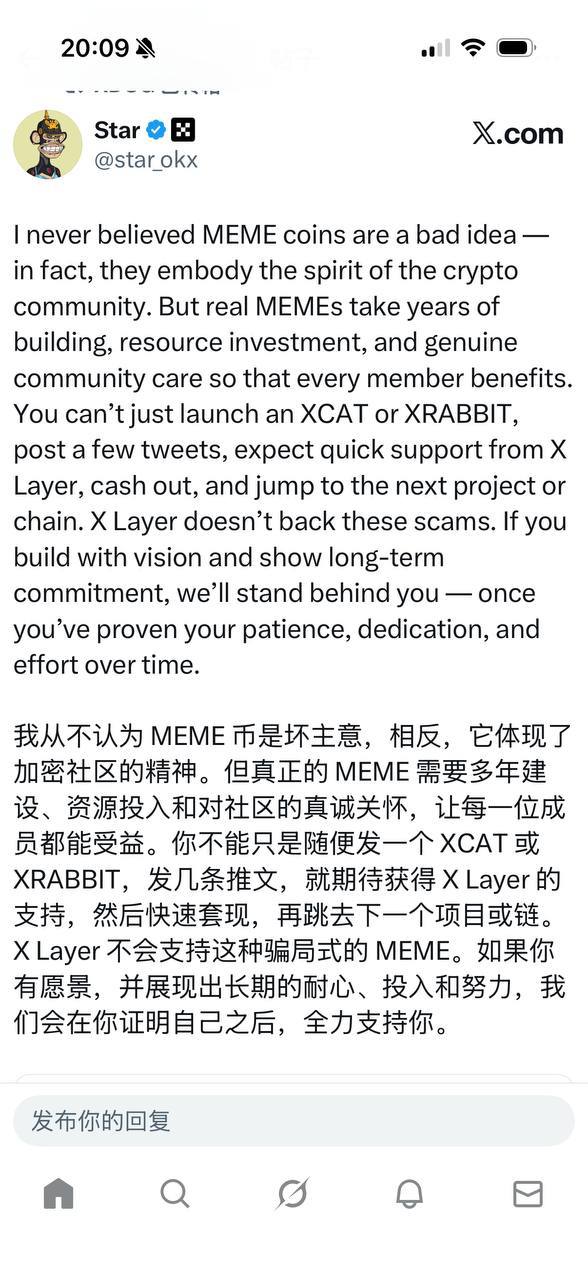 20:09
Star
@star_okx
X.com
I never believed MEME coins are a bad idea —
in fact, they embody the spirit of the crypto
community. But real MEMEs take years of
building, resource investment, and genuine
community care so that every member benefits.
You can’t just launch an XCAT or XRABBIT,
post a few tweets, expect quick support from X
Layer, cash out, and jump to the next project or
chain. X Layer doesn’t back these scams. If you
build with vision and show long-term
commitment, we’ll stand behind you — once
you’ve proven your patience, dedication, and
effort over time.
我从不认为 MEME 币是坏主意，相反，它体现了
加密社区的精神。但真正的 MEME 需要多年建
设、资源投入和对社区的真诚关怀，让每一位成
员都能受益。你不能只是随便发一个 XCAT 或
XRABBIT，发几条推文，就期待获得 X Layer 的
支持，然后快速套现，再跳去下一个项目或链。
X Layer 不会支持这种骗局式的 MEME。如果你
有愿景，并展现出长期的耐心、投入和努力，我
们会在你证明自己之后，全力支持你。
发布你的回复